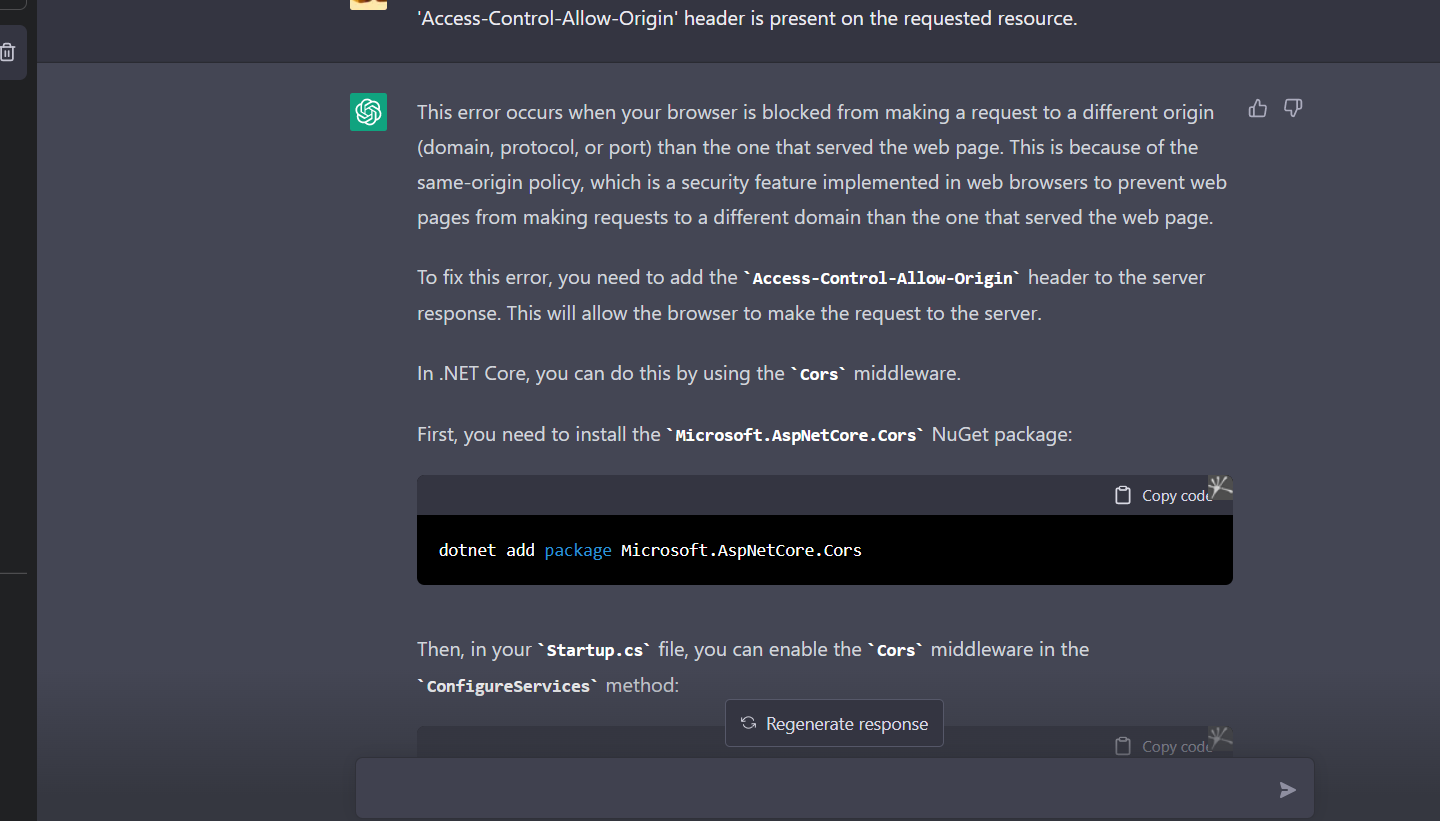 'Access-Control-Allow-Origin' header is present on the requested resource.
This error occurs when your browser is blocked from making a request to a different origin
(domain, protocol, or port) than the one that served the web page. This is because of the
same-origin policy, which is a security feature implemented in web browsers to prevent web
pages from making requests to a different domain than the one that served the web page.
To fix this error, you need to add the `Access-Control-Allow-Origin` header to the server
response. This will allow the browser to make the request to the server.
In .NET Core, you can do this by using the `Cors` middleware.
First, you need to install the `Microsoft.AspNetCore.Cors` NuGet package:
Copy code
dotnet add package Microsoft.AspNetCore.Cors
Then, in your `Startup.cs` file, you can enable the `Cors` middleware in the
`ConfigureServices` method:
Regenerate response
Copy code